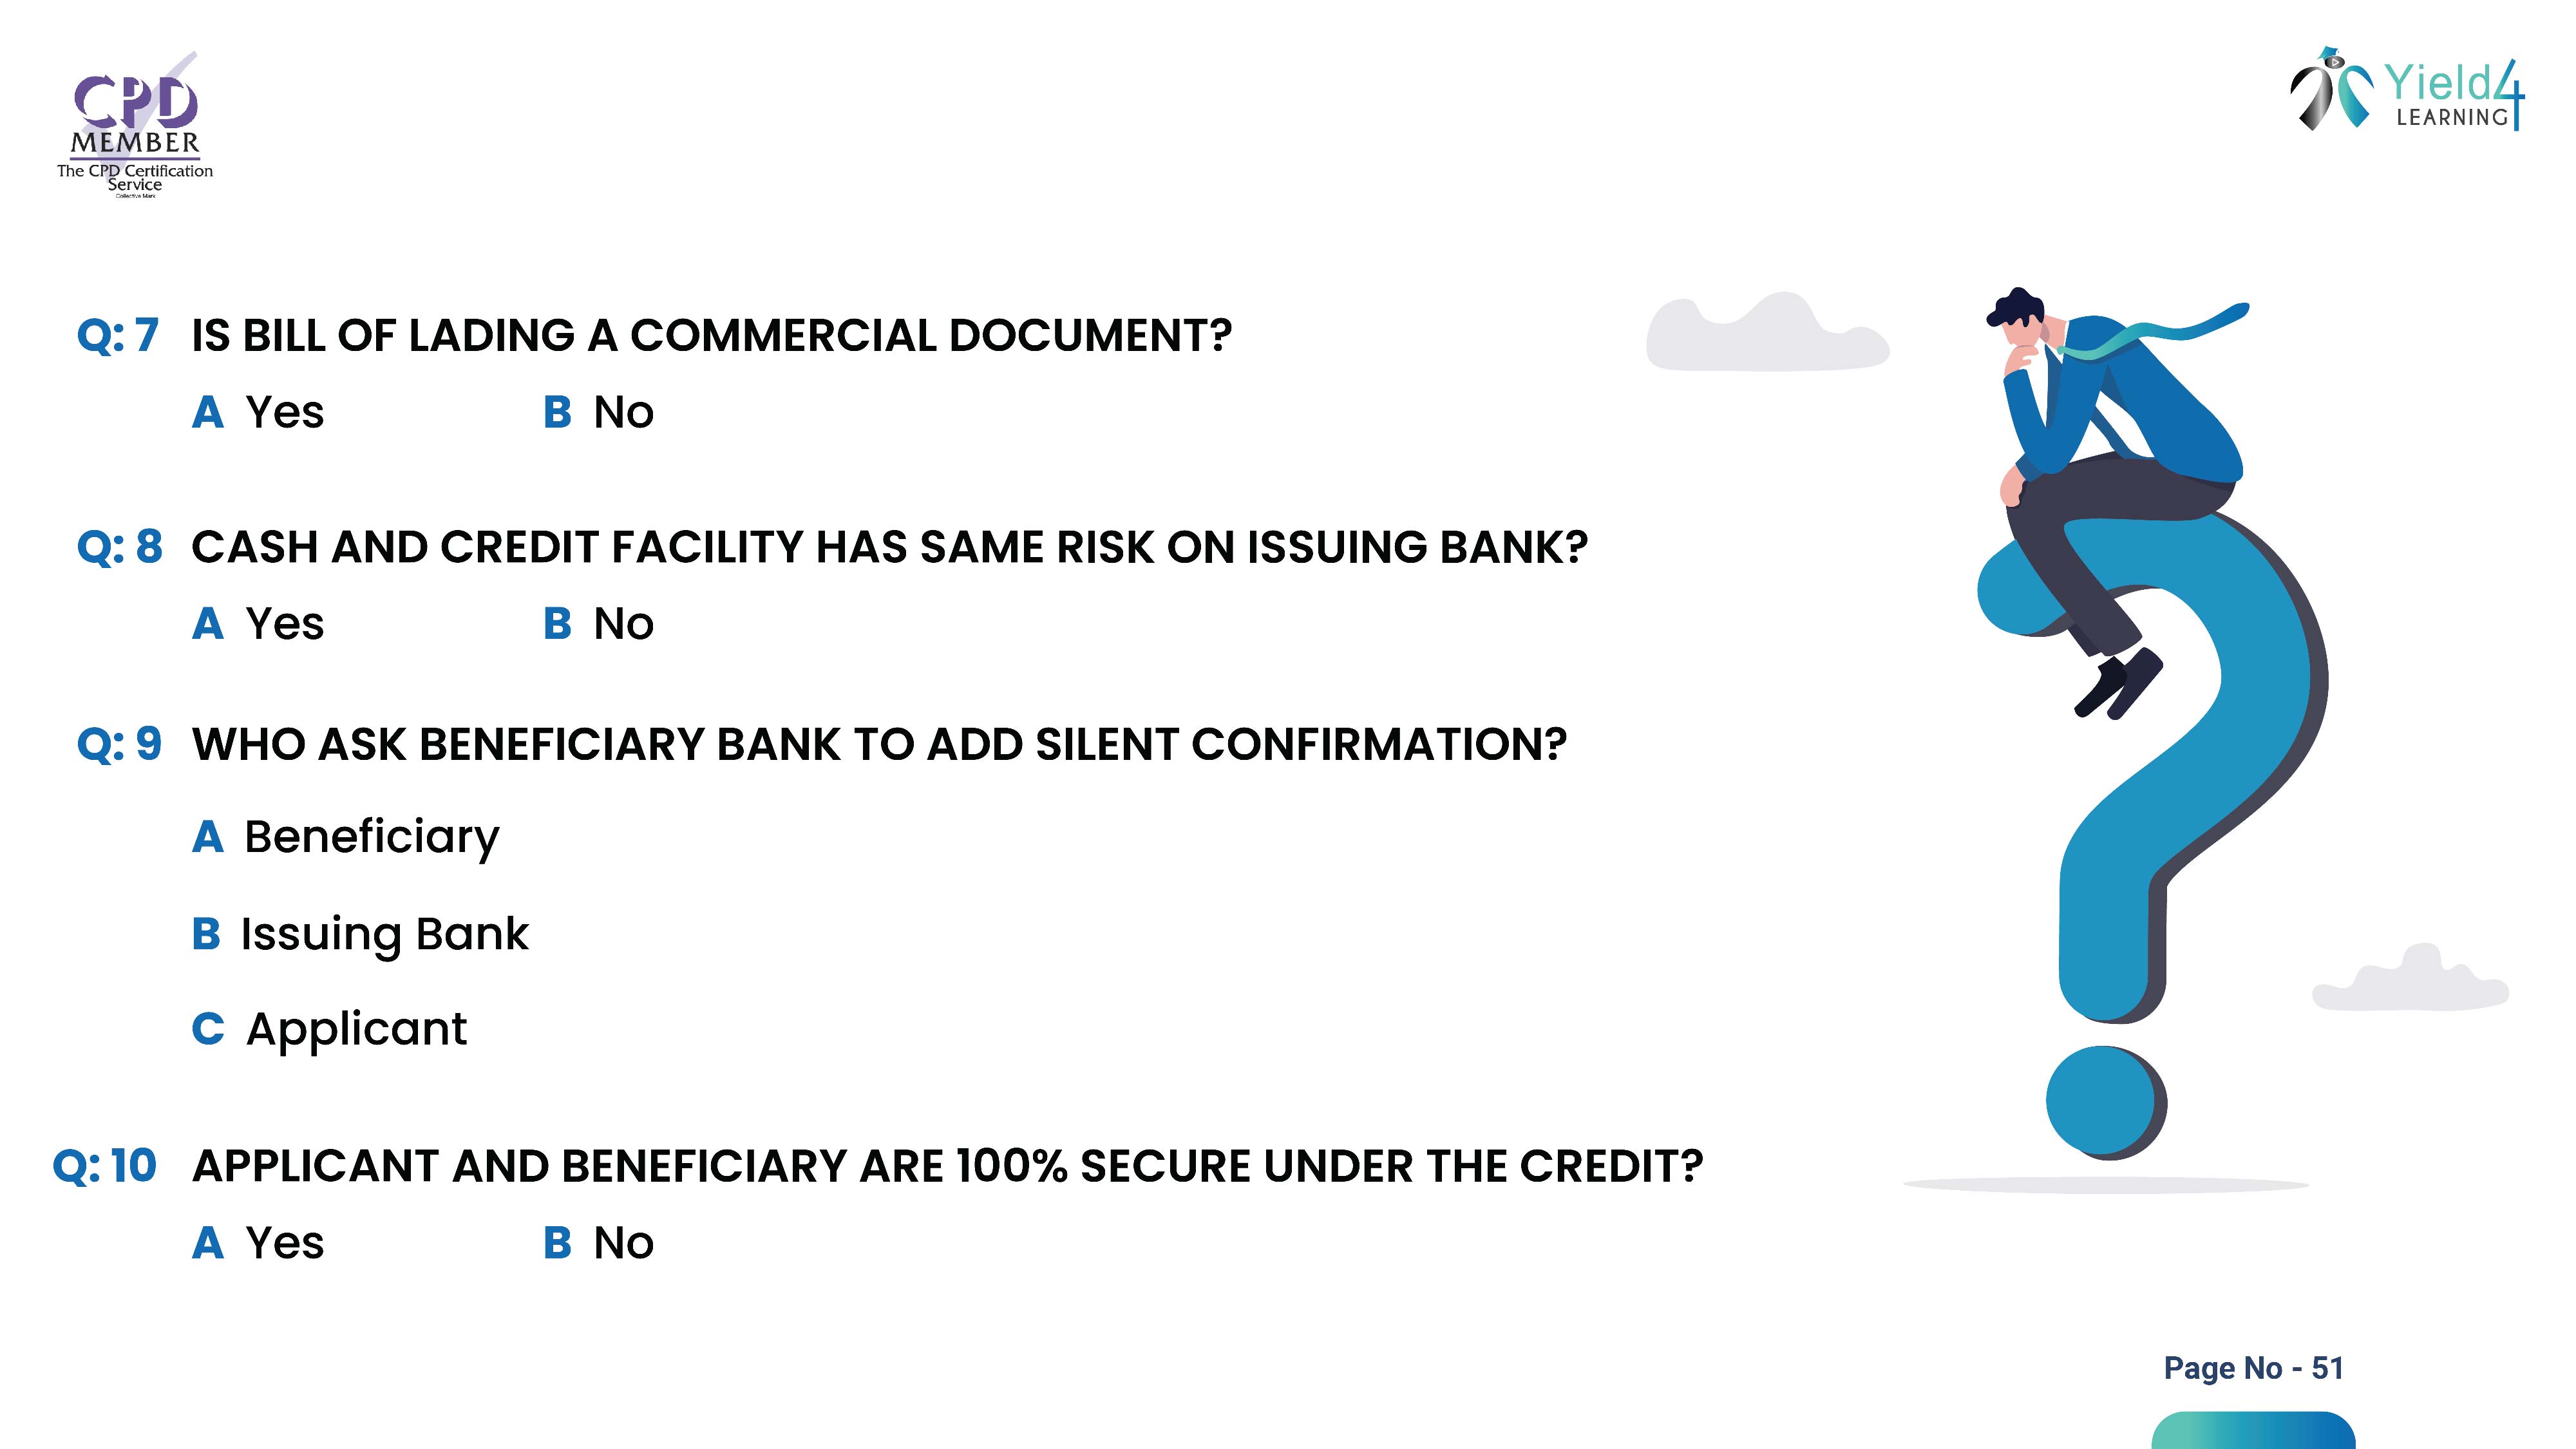 CPD
MEMBER
The CPD Certification
Service
Collective Mark
Yield4
LEARNING
Q: 7 IS BILL OF LADING A COMMERCIAL DOCUMENT?
A Yes B No
Q: 8 CASH AND CREDIT FACILITY HAS SAME RISK ON ISSUING BANK?
A Yes B No
Q: 9 WHO ASK BENEFICIARY BANK TO ADD SILENT CONFIRMATION?
A Beneficiary
B Issuing Bank
C Applicant
Q: 10 APPLICANT AND BENEFICIARY ARE 100% SECURE UNDER THE CREDIT?
A Yes B No
Page No - 51